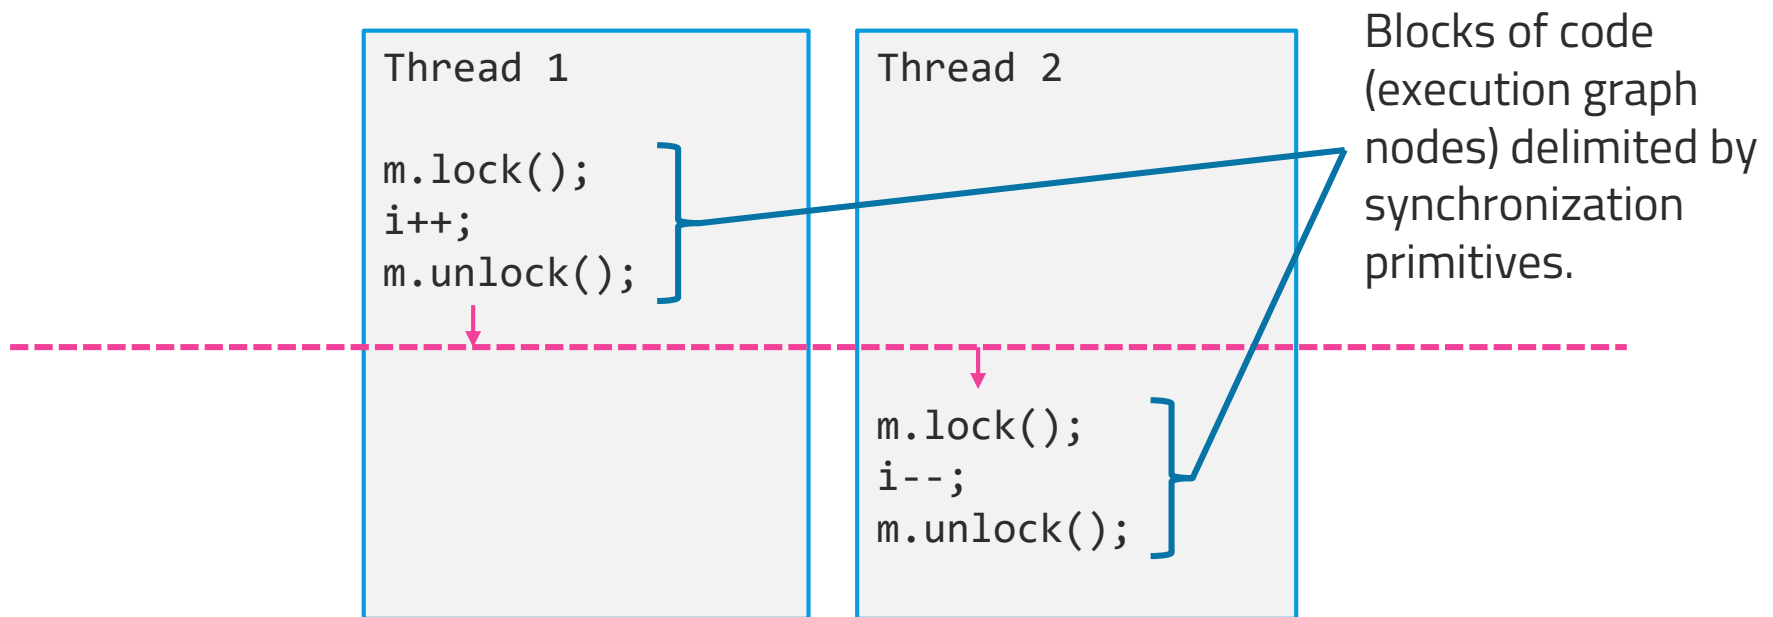 Thread 1
m.lock();
i++;
m.unlock();
Thread 2
m.lock();
i--;
m.unlock();
Blocks of code
(execution graph
nodes) delimited by
synchronization
primitives.